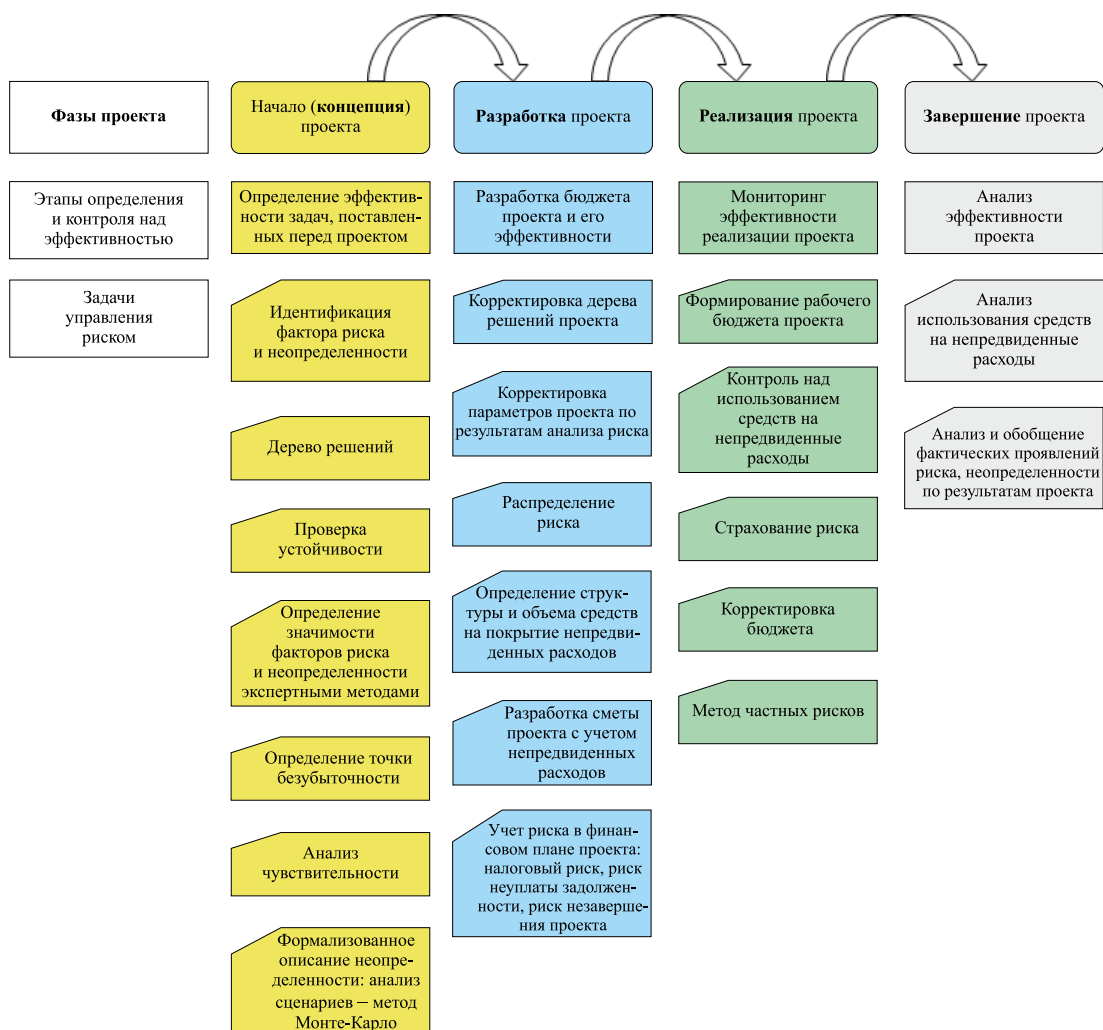 Фазы проекта
Начало (концепция)
проекта
Разработка проекта
Реализация проекта
Завершение проекта
Этапы определения
и контроля над
эффективностью
Определение эффектив-
ности задач, поставлен-
ных перед проектом
Разработка бюджета
проекта и его
эффективности
Мониторинг
эффективности
реализации проекта
Анализ
эффективности
проекта
Задачи
управления
риском
Идентификация
фактора риска
и неопределенности
Дерево решений
Проверка
устойчивости
Определение
значимости
факторов риска
и неопределенности
экспертными методами
Определение точки
безубыточности
Анализ
чувствительности
Формализованное
описание неопре-
деленности: анализ
сценариев – метод
Монте-Карло
Корректировка дерева
решений проекта
Корректировка
параметров проекта по
результатам анализа риска
Распределение
риска
Определение струк-
туры и объема средств
на покрытие непредви-
денных расходов
Разработка сметы
проекта с учетом
непредвиденных
расходов
Учет риска в финан-
совом плане проекта:
налоговый риск, риск
неуплаты задолжен-
ности, риск незаверше-
ния проекта
Формирование рабочего
бюджета проекта
Контроль над
использованием
средств на
непредвиденные
расходы
Страхование риска
Корректировка
бюджета
Метод частных рисков
Анализ
использования средств
на непредвиденные
расходы
Анализ и обобщение
фактических проявлений
риска, неопределенности
по результатам проекта